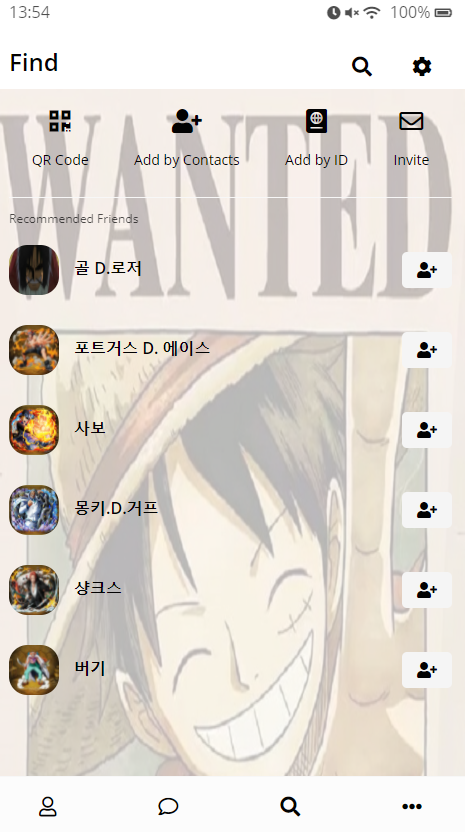 13:54
100%
Find
QR Code
Add by Contacts
Add by ID
Invite
WANTED
Recommended Friends
골 D.로저
포트거스 D. 에이스
사보
몽키.D.거프
샹크스
버기